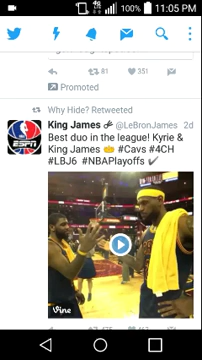 4G
100% 11:05 PM
81 351
Promoted
Why Hide? Retweeted
King James @LeBronJames 2d
ESPN
Best duo in the league! Kyrie &
King James 👑 #Cavs #4CH
#LBJ6 #NBAPlayoffs ✔
Vine